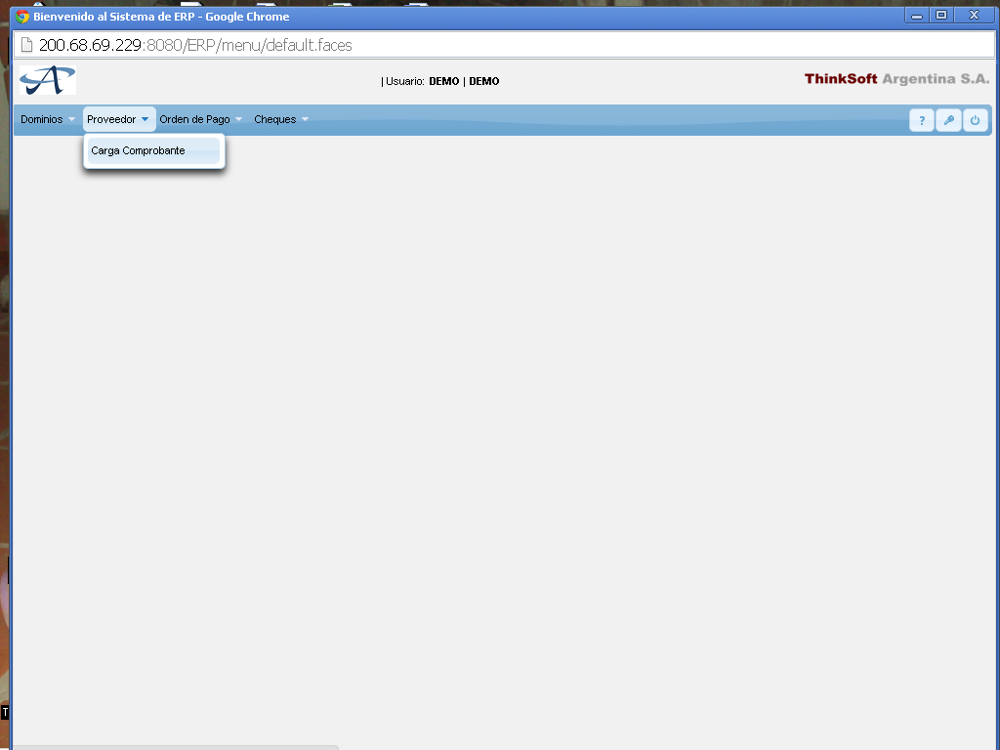 Bienvenido al Sistema de ERP - Google Chrome
200.68.69.229:8080/ERP/menu/default.faces
| Usuario: DEMO | DEMO
ThinkSoft Argentina S.A.
Dominios Proveedor Orden de Pago Cheques ?
Carga Comprobante
T